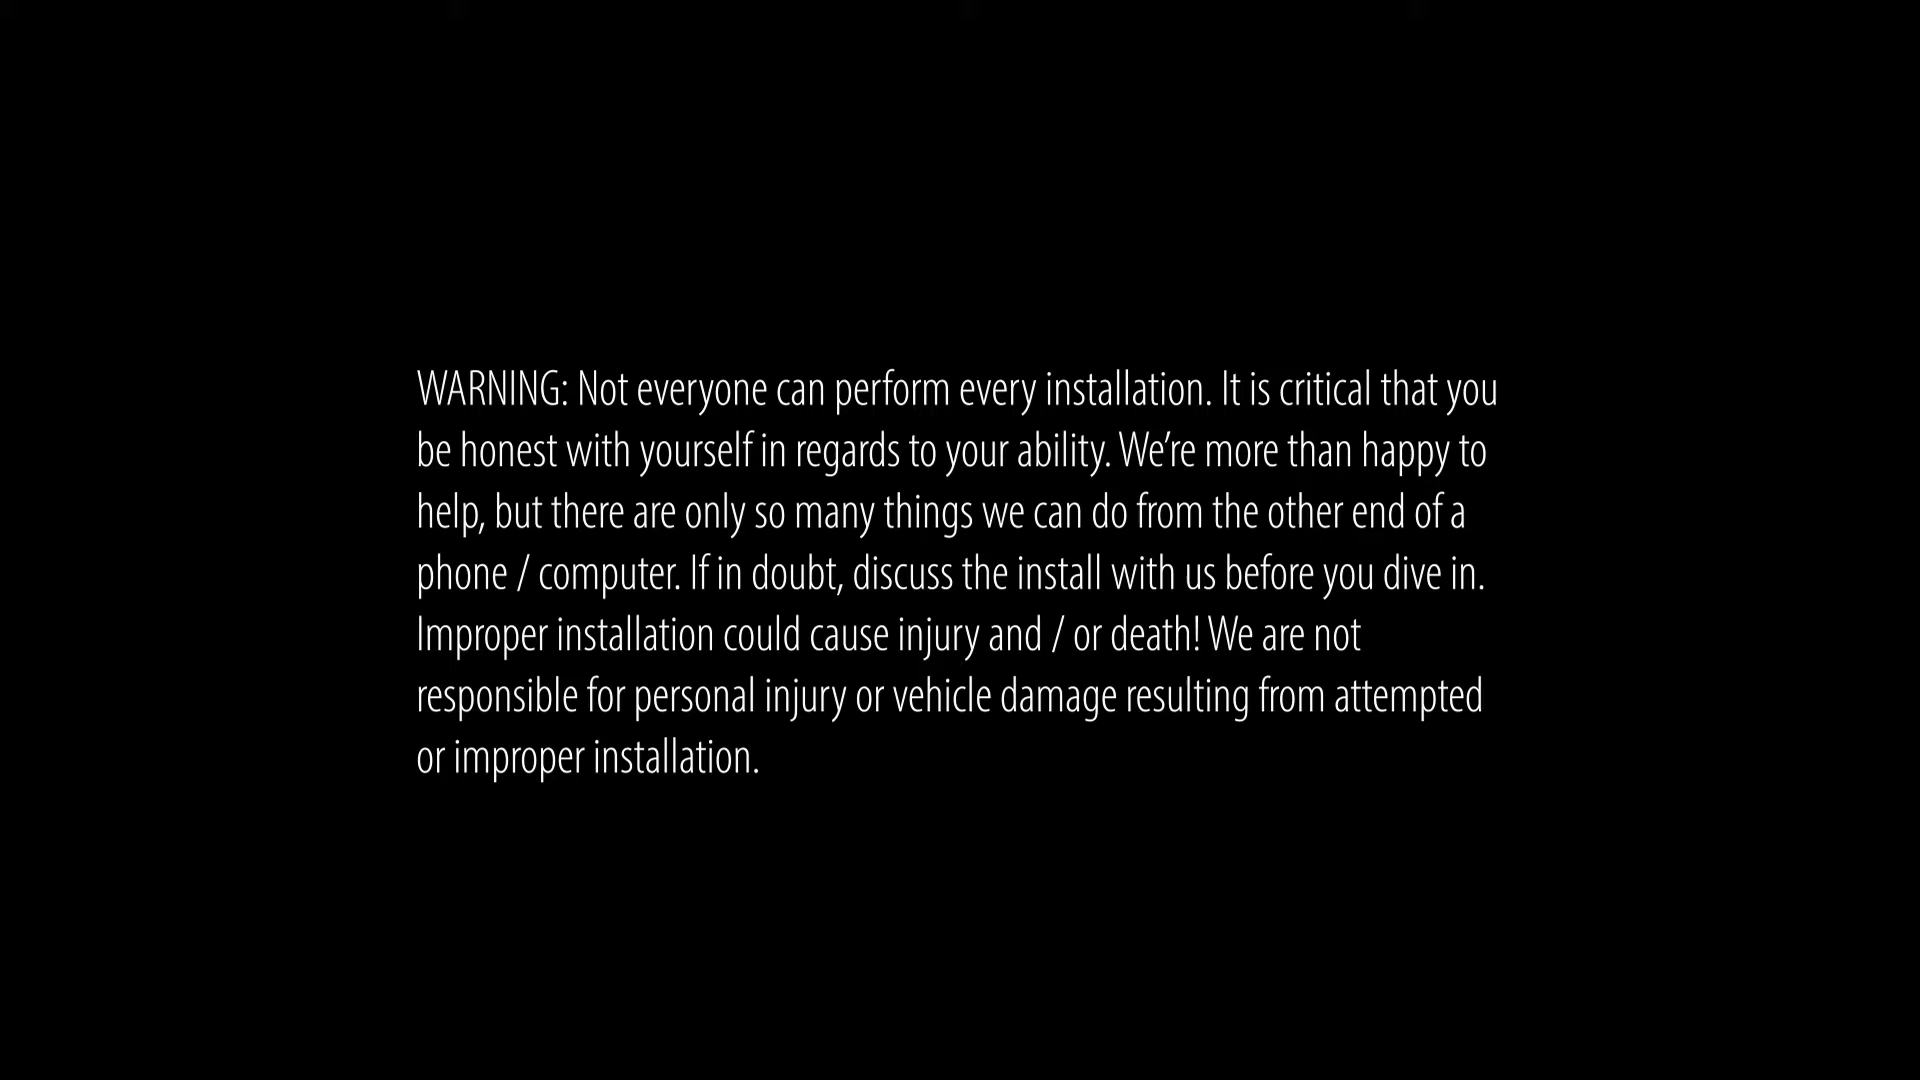 WARNING: Not everyone can perform every installation. It is critical that you
be honest with yourself in regards to your ability. We’re more than happy to
help, but there are only so many things we can do from the other end of a
phone / computer. If in doubt, discuss the install with us before you dive in.
Improper installation could cause injury and / or death! We are not
responsible for personal injury or vehicle damage resulting from attempted
or improper installation.